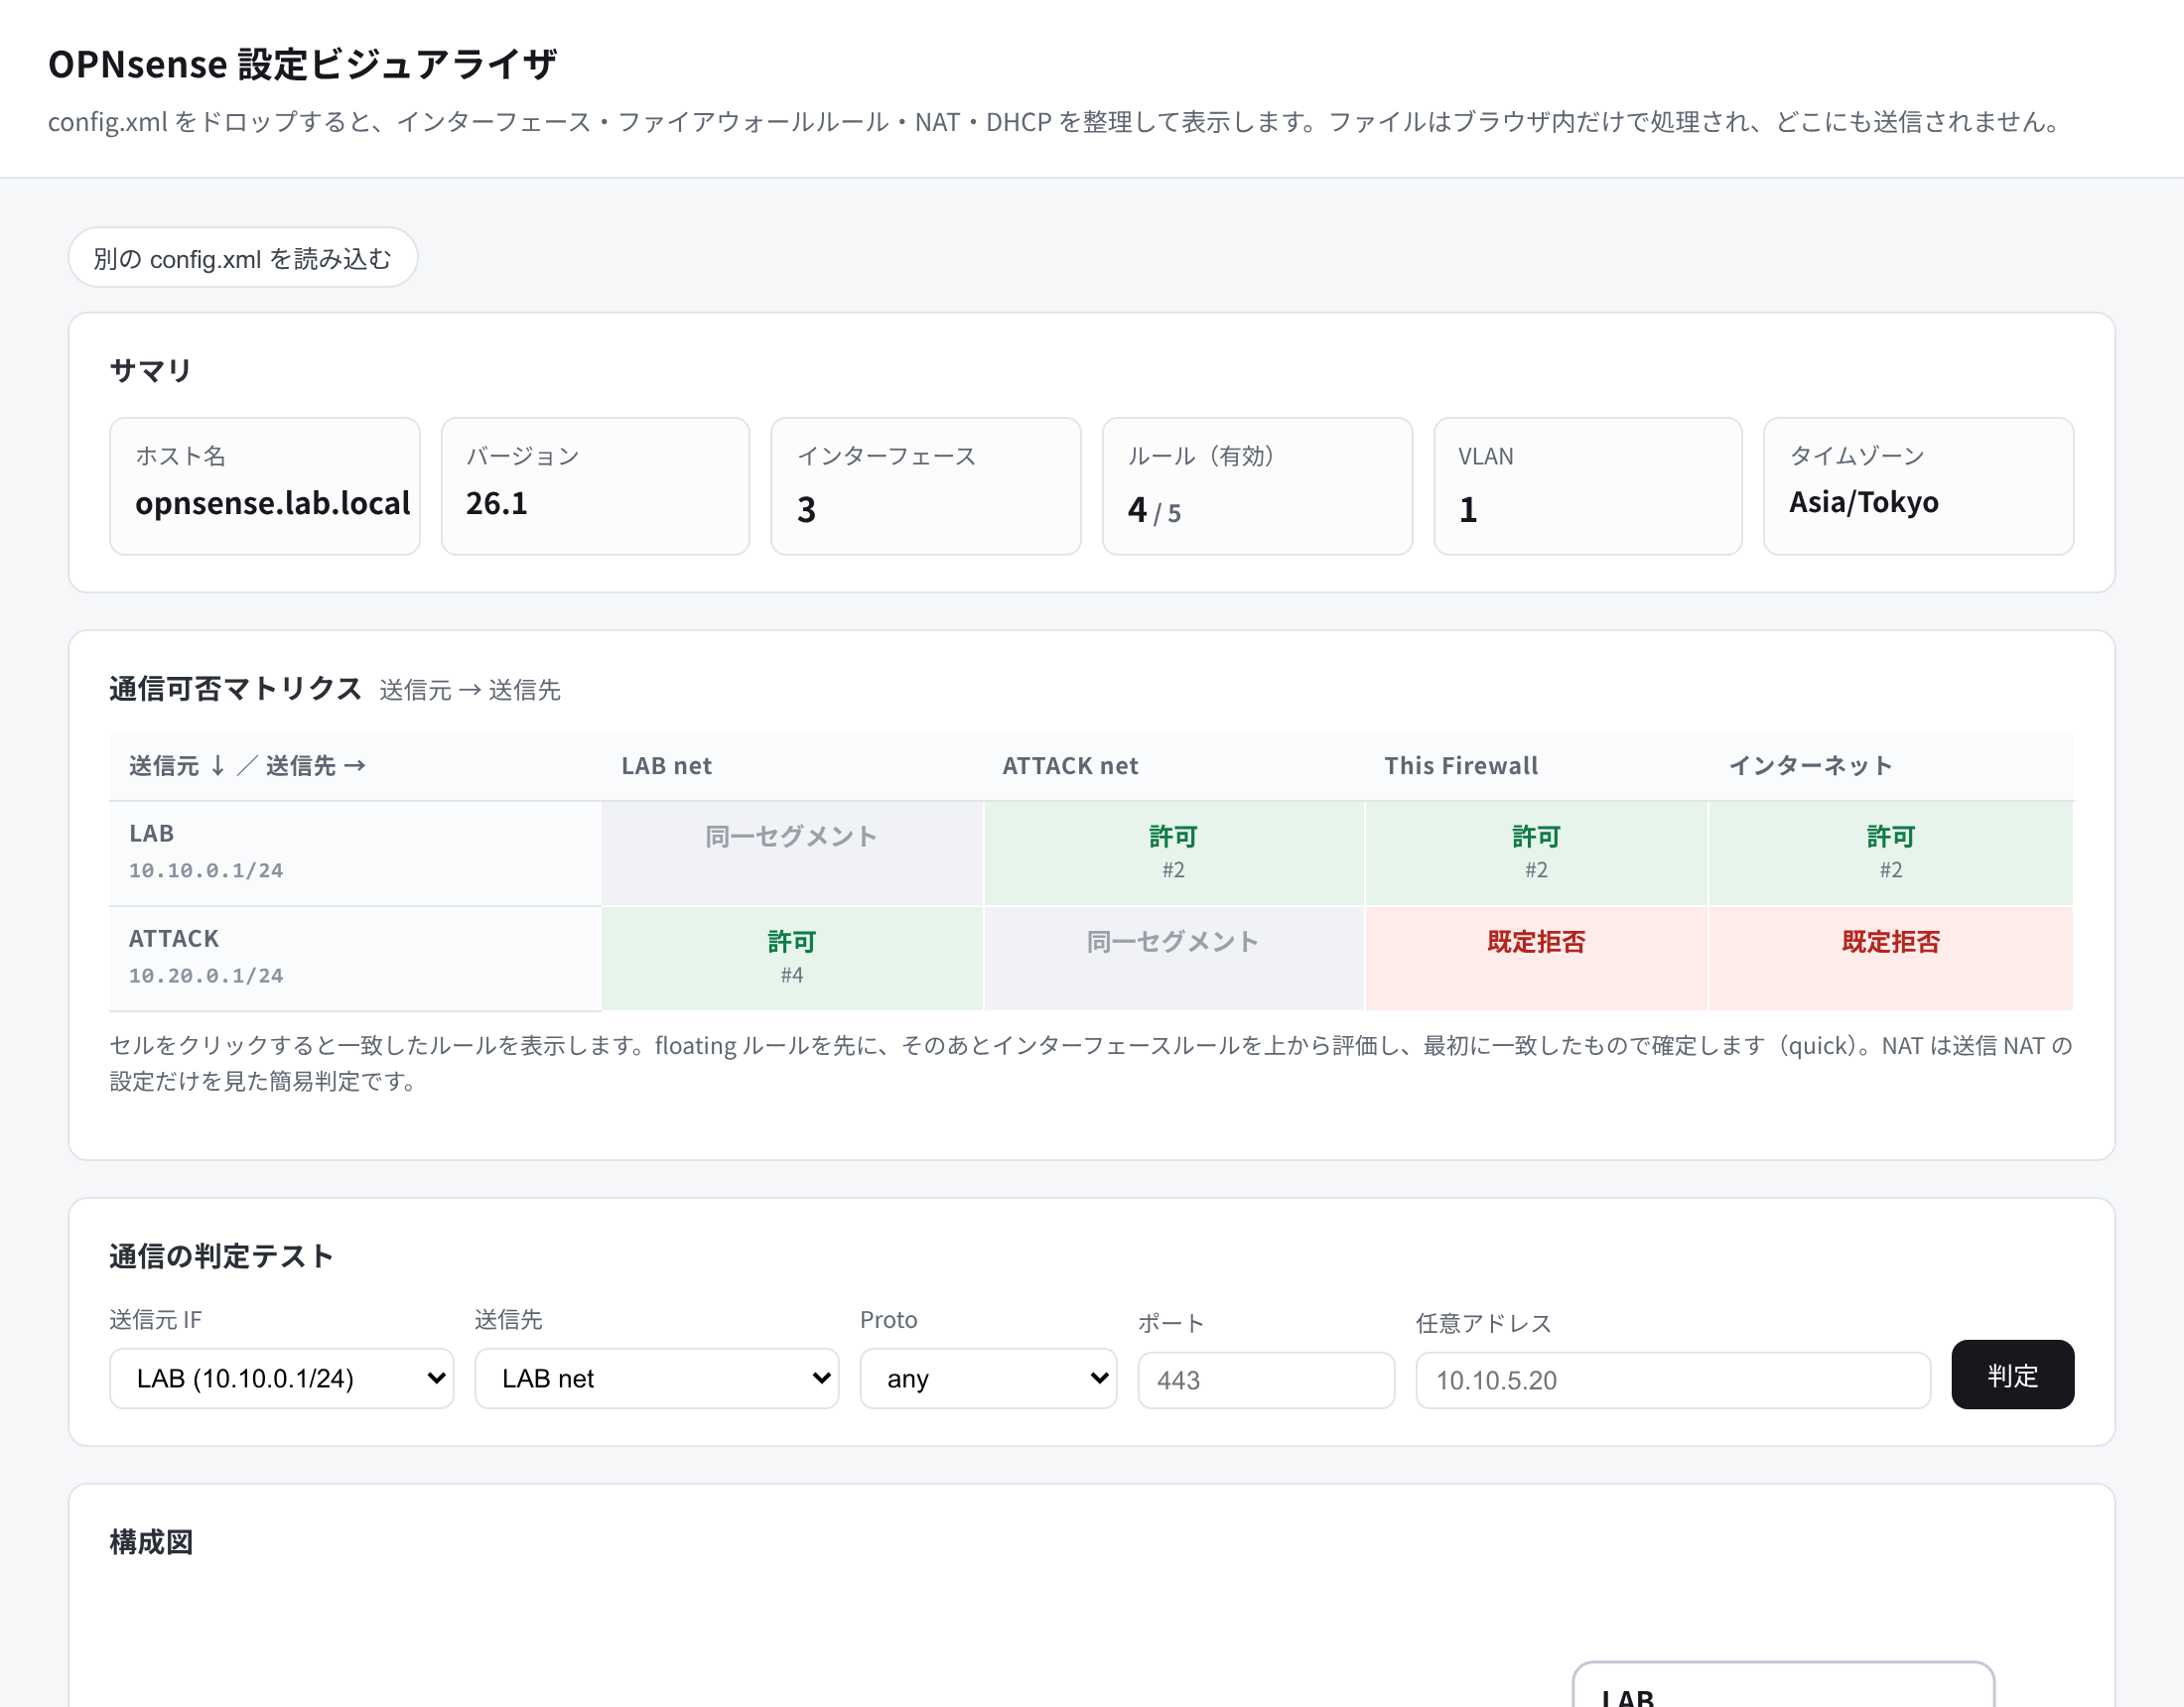 OPNsense 設定ビジュアライザ
config.xml をドロップすると、インターフェース・ファイアウォールルール・NAT・DHCP を整理して表示します。ファイルはブラウザ内だけで処理され、どこにも送信されません。
別の config.xml を読み込む
サマリ
ホスト名
opnsense.lab.local
バージョン
26.1
インターフェース
3
ルール（有効）
4 / 5
VLAN
1
タイムゾーン
Asia/Tokyo
通信可否マトリクス 送信元 → 送信先
送信元 ↓ ／ 送信先 → LAB net ATTACK net This Firewall インターネット
LAB 同一セグメント 許可 許可 許可
10.10.0.1/24 #2 #2 #2
ATTACK 許可 同一セグメント 既定拒否 既定拒否
10.20.0.1/24 #4
セルをクリックすると一致したルールを表示します。floating ルールを先に、そのあとインターフェースルールを上から評価し、最初に一致したもので確定します（quick）。NAT は送信 NAT の
設定だけを見た簡易判定です。
通信の判定テスト
送信元 IF 送信先 Proto ポート 任意アドレス
LAB (10.10.0.1/24) LAB net any 443 10.10.5.20 判定
構成図
LAB